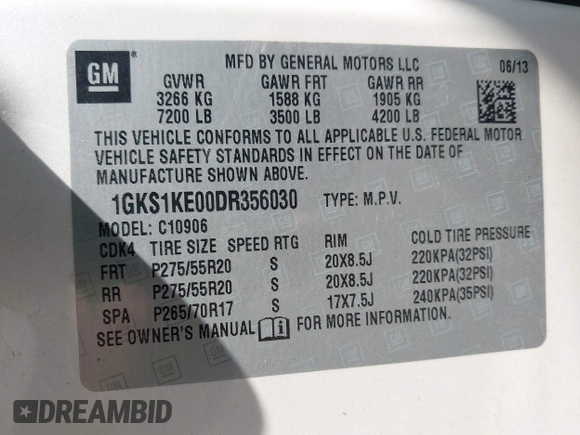 GM
MFD BY GENERAL MOTORS LLC 06/13
GVWR GAWR FRT GAWR RR
3266 KG 1588 KG 1905 KG
7200 LB 3500 LB 4200 LB
THIS VEHICLE CONFORMS TO ALL APPLICABLE U.S. FEDERAL MOTOR
VEHICLE SAFETY STANDARDS IN EFFECT ON THE DATE OF
MANUFACTURE SHOWN ABOVE.
1GKS1KE00DR356030 TYPE: M.P.V.
MODEL: C10906
CDK4 TIRE SIZE SPEED RTG RIM COLD TIRE PRESSURE
FRT P275/55R20 S 20X8.5J 220KPA(32PSI)
RR P275/55R20 S 20X8.5J 220KPA(32PSI)
SPA P265/70R17 S 17X7.5J 240KPA(35PSI)
SEE OWNER'S MANUAL FOR MORE INFORMATION.
DREAMBID